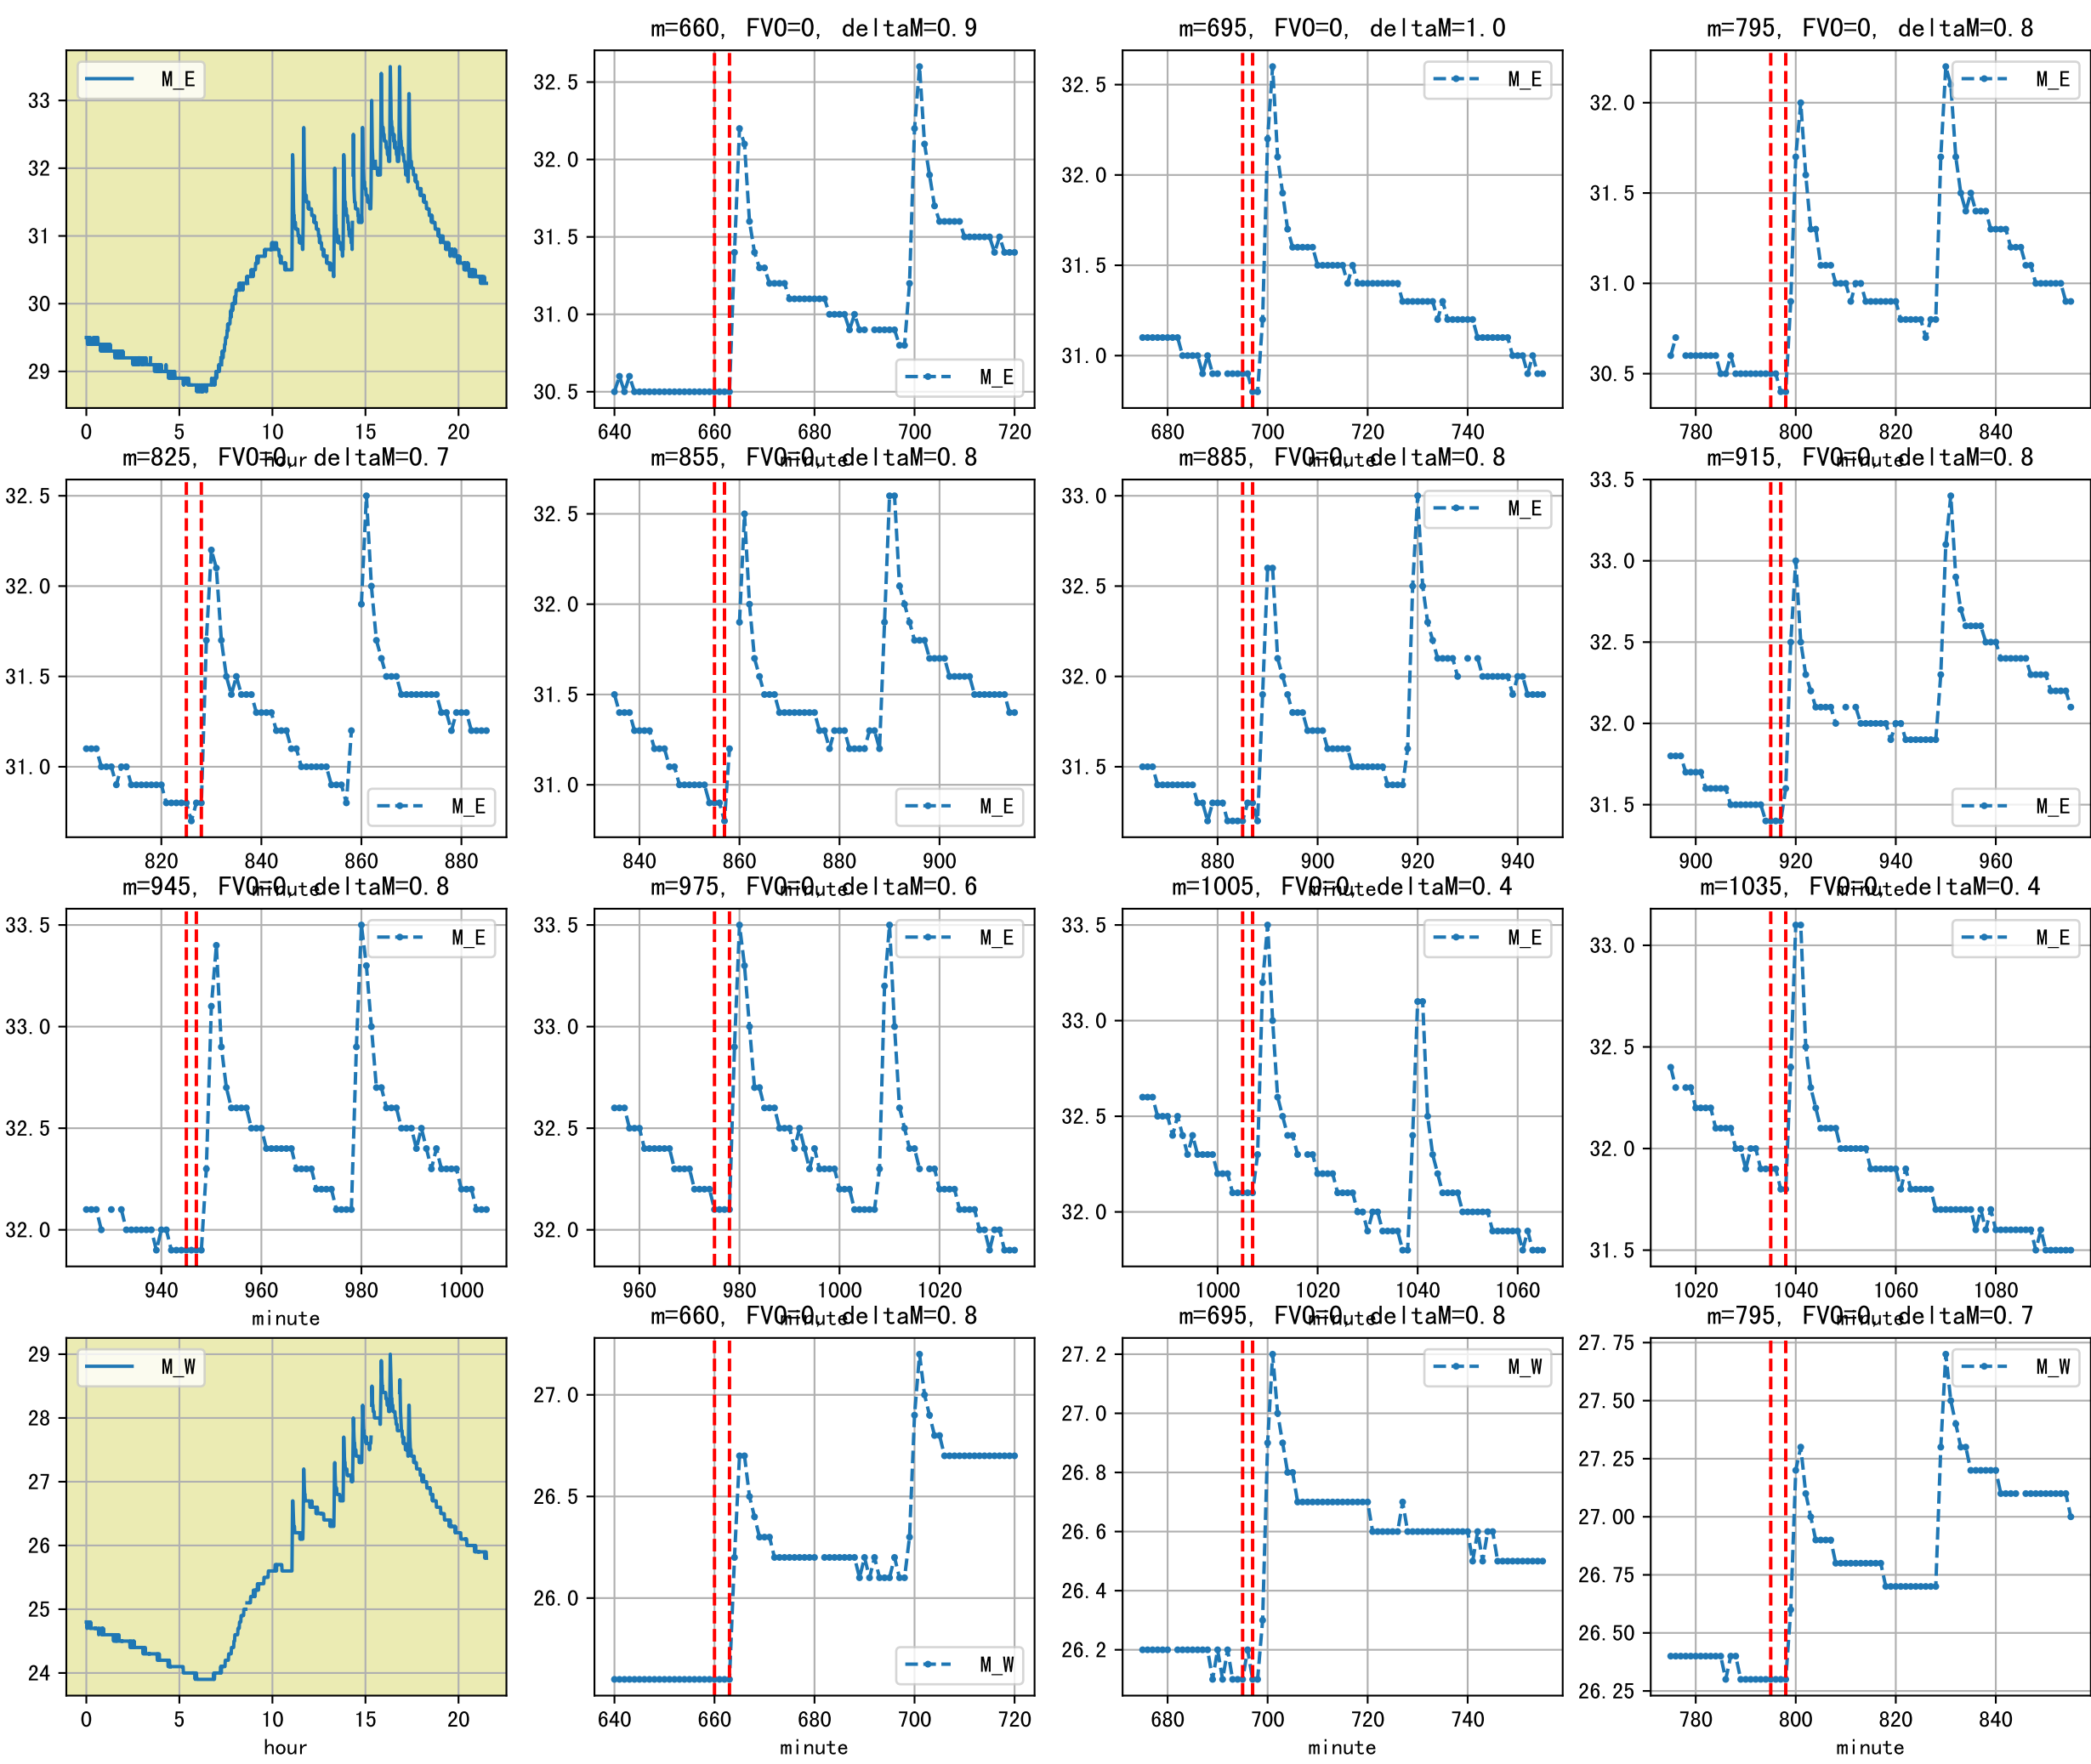 m=660, FVO=0, deltaM=0.9
m=695, FVO=0, deltaM=1.0
m=795, FVO=0, deltaM=0.8
M_E
33
32
31
30
29
0 5 10 15 20
hour
M_E
32.5
32.0
31.5
31.0
30.5
640 660 680 700 720
minute
M_E
32.5
32.0
31.5
31.0
680 700 720 740
minute
M_E
32.0
31.5
31.0
30.5
780 800 820 840
minute
m=825, FVO=0, deltaM=0.7
m=855, FVO=0, deltaM=0.8
m=885, FVO=0, deltaM=0.8
m=915, FVO=0, deltaM=0.8
32.5
32.0
31.5
31.0
M_E
820 840 860 880
minute
32.5
32.0
31.5
31.0
M_E
840 860 880 900
minute
M_E
33.0
32.5
32.0
31.5
880 900 920 940
minute
33.5
33.0
32.5
32.0
31.5
M_E
900 920 940 960
minute
m=945, FVO=0, deltaM=0.8
m=975, FVO=0, deltaM=0.6
m=1005, FVO=0, deltaM=0.4
m=1035, FVO=0, deltaM=0.4
M_E
33.5
33.0
32.5
32.0
940 960 980 1000
minute
M_E
33.5
33.0
32.5
32.0
960 980 1000 1020
minute
M_E
33.5
33.0
32.5
32.0
1000 1020 1040 1060
minute
M_E
33.0
32.5
32.0
31.5
1020 1040 1060 1080
minute
m=660, FVO=0, deltaM=0.8
m=695, FVO=0, deltaM=0.8
m=795, FVO=0, deltaM=0.7
M_W
29
28
27
26
25
24
0 5 10 15 20
hour
27.0
26.5
26.0
M_W
640 660 680 700 720
minute
M_W
27.2
27.0
26.8
26.6
26.4
26.2
680 700 720 740
minute
M_W
27.75
27.50
27.25
27.00
26.75
26.50
26.25
780 800 820 840
minute